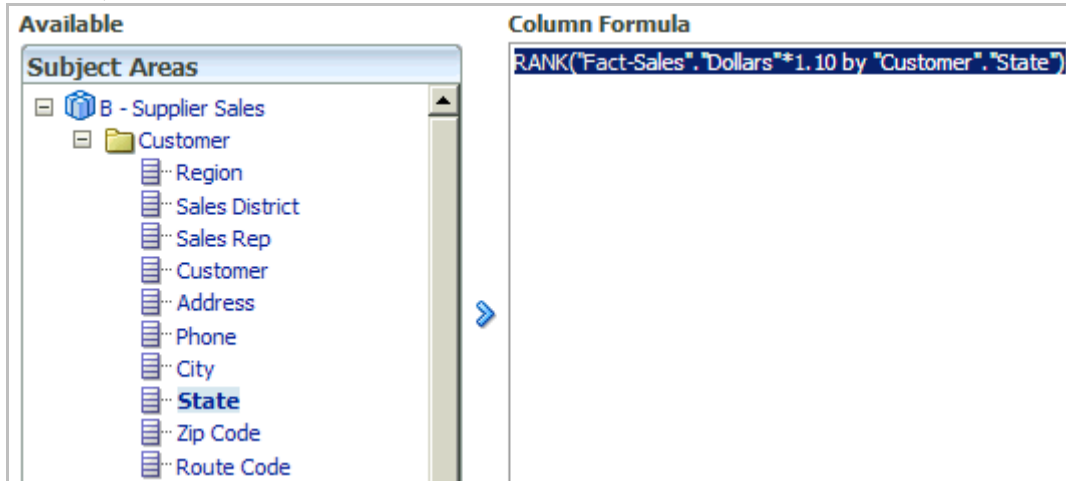 Available
Column Formula
Subject Areas
RANK("Fact-Sales"."Dollars"*1.10 by "Customer"."State")
B - Supplier Sales
Customer
Region
Sales District
Sales Rep
Customer
Address
Phone
City
State
Zip Code
Route Code